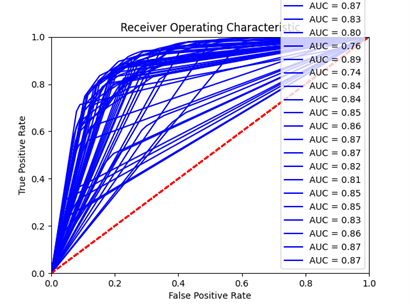 AUC = 0.87
AUC = 0.83
AUC = 0.80
AUC = 0.76
AUC = 0.89
AUC = 0.74
AUC = 0.84
AUC = 0.84
AUC = 0.85
AUC = 0.86
AUC = 0.87
AUC = 0.87
AUC = 0.82
AUC = 0.81
AUC = 0.85
AUC = 0.85
AUC = 0.83
AUC = 0.86
AUC = 0.87
AUC = 0.87
Receiver Operating Characteristic
True Positive Rate
1.0
0.8
0.6
0.4
0.2
0.0
0.0
0.2
0.4
0.6
0.8
1.0
False Positive Rate